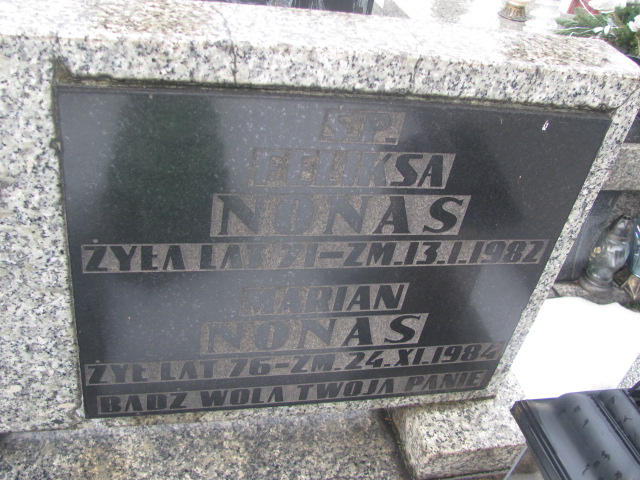 Ś.P.
FELIKSA
NONAS
ŻYŁA LAT 71-ZM.13.I.1982
MARIAN
NONAS
ŻYŁ LAT 76-ZM.24.XI.1984
BĄDŹ WOLA TWOJA PANIE